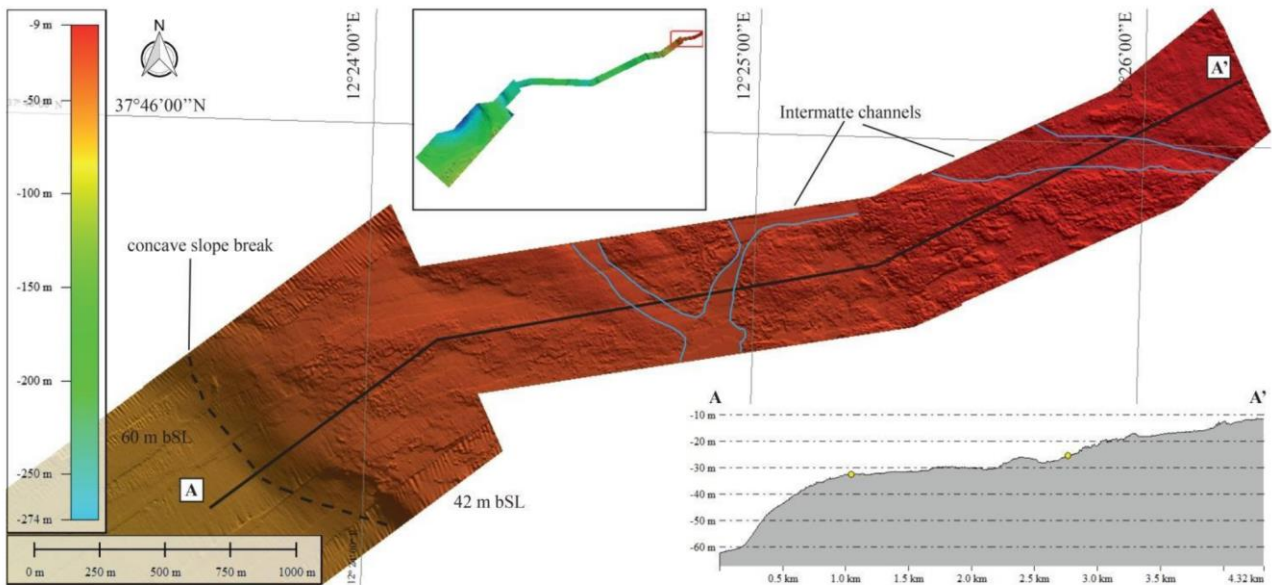 -9 m
-50 m
-100 m
-150 m
-200 m
-250 m
-274 m
N
37°46'00"N
12°24'00"E
12°25'00"E
12°26'00"E
A'
Intermatte channels
concave slope break
60 m bSL
A
42 m bSL
0 m 250 m 500 m 750 m 1000 m
A A'
-10 m
-20 m
-30 m
-40 m
-50 m
-60 m
0.5 km 1.0 km 1.5 km 2.0 km 2.5 km 3.0 km 3.5 km 4.32 km